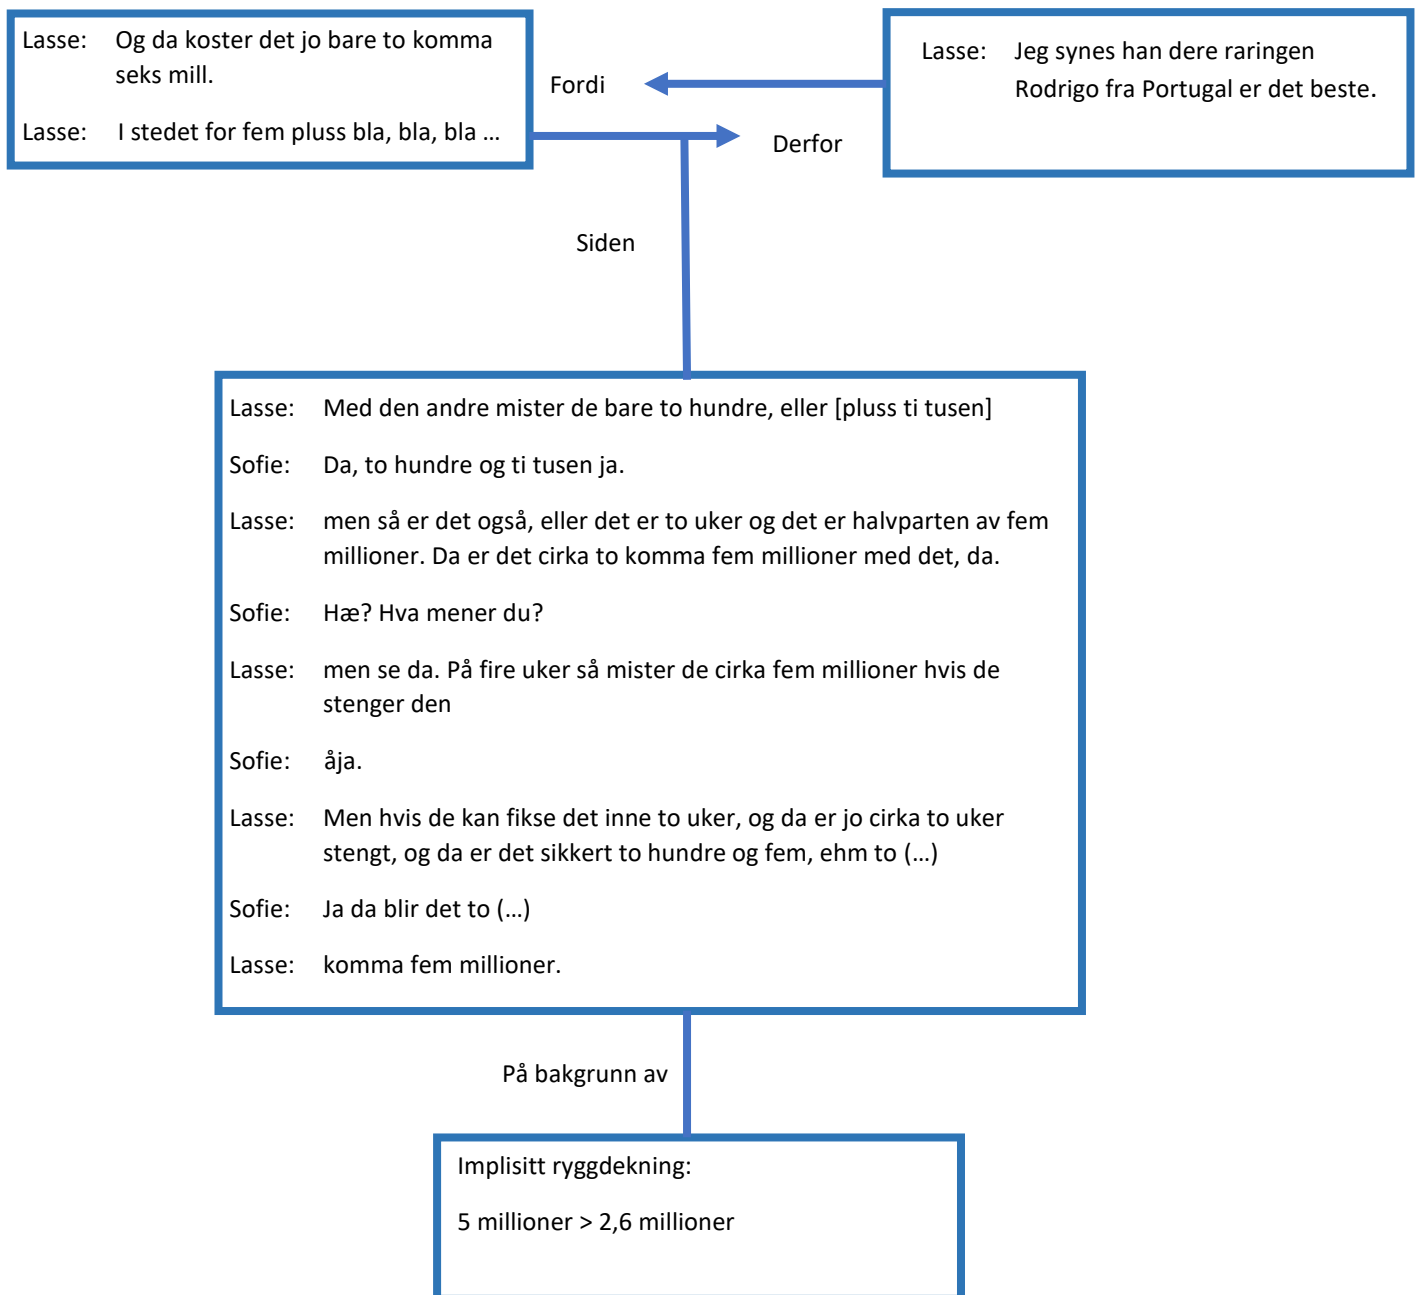 Lasse: Og da koster det jo bare to komma
seks mill.
Lasse: I stedet for fem pluss bla, bla, bla …
Fordi
Derfor
Lasse: Jeg synes han dere raringen
Rodrigo fra Portugal er det beste.
Siden
Lasse: Med den andre mister de bare to hundre, eller [pluss ti tusen]
Sofie: Da, to hundre og ti tusen ja.
Lasse: men så er det også, eller det er to uker og det er halvparten av fem
millioner. Da er det cirka to komma fem millioner med det, da.
Sofie: Hæ? Hva mener du?
Lasse: men se da. På fire uker så mister de cirka fem millioner hvis de
stenger den
Sofie: åja.
Lasse: Men hvis de kan fikse det inne to uker, og da er jo cirka to uker
stengt, og da er det sikkert to hundre og fem, ehm to (…)
Sofie: Ja da blir det to (…)
Lasse: komma fem millioner.
På bakgrunn av
Implisitt ryggdekning:
5 millioner > 2,6 millioner